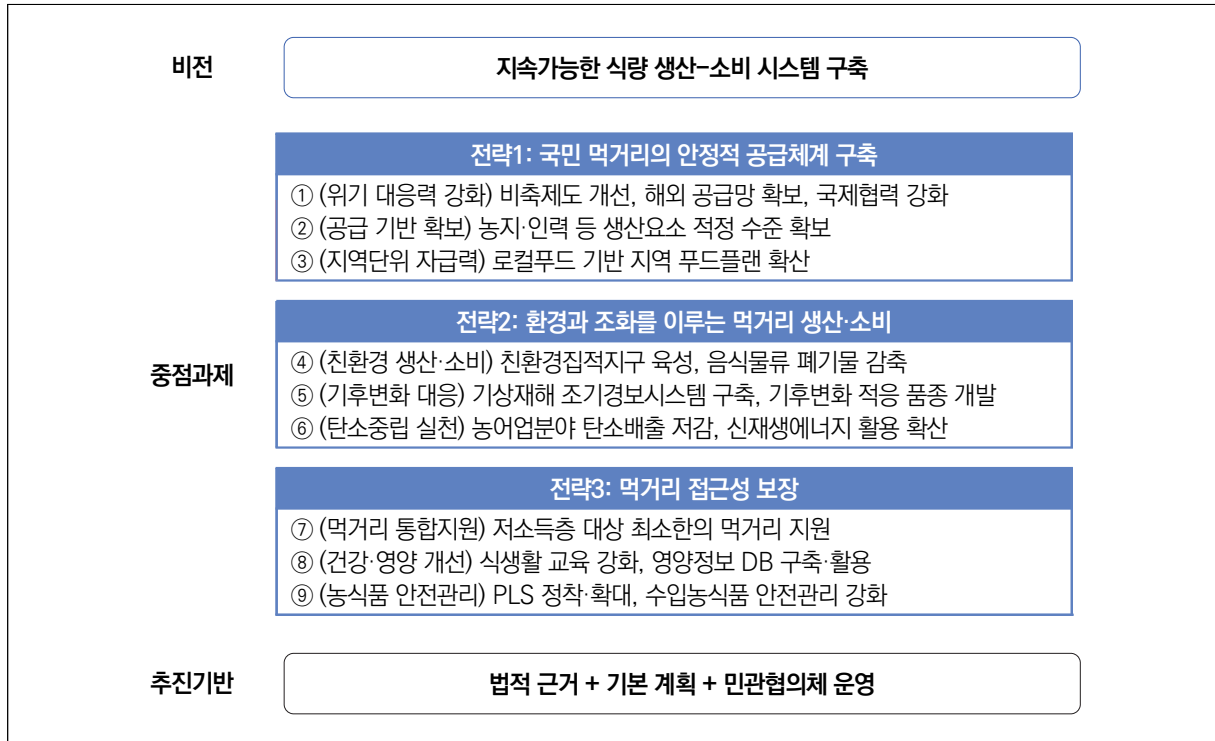 비전
지속가능한 식량 생산-소비 시스템 구축
전략1: 국민 먹거리의 안정적 공급체계 구축
① (위기 대응력 강화) 비축제도 개선, 해외 공급망 확보, 국제협력 강화
② (공급 기반 확보) 농지·인력 등 생산요소 적정 수준 확보
③ (지역단위 자급력) 로컬푸드 기반 지역 푸드플랜 확산
중점과제
전략2: 환경과 조화를 이루는 먹거리 생산·소비
④ (친환경 생산·소비) 친환경집적지구 육성, 음식물류 폐기물 감축
⑤ (기후변화 대응) 기상재해 조기경보시스템 구축, 기후변화 적응 품종 개발
⑥ (탄소중립 실천) 농어업분야 탄소배출 저감, 신재생에너지 활용 확산
전략3: 먹거리 접근성 보장
⑦ (먹거리 통합지원) 저소득층 대상 최소한의 먹거리 지원
⑧ (건강·영양 개선) 식생활 교육 강화, 영양정보 DB 구축·활용
⑨ (농식품 안전관리) PLS 정착·확대, 수입농식품 안전관리 강화
추진기반
법적 근거 + 기본 계획 + 민관협의체 운영